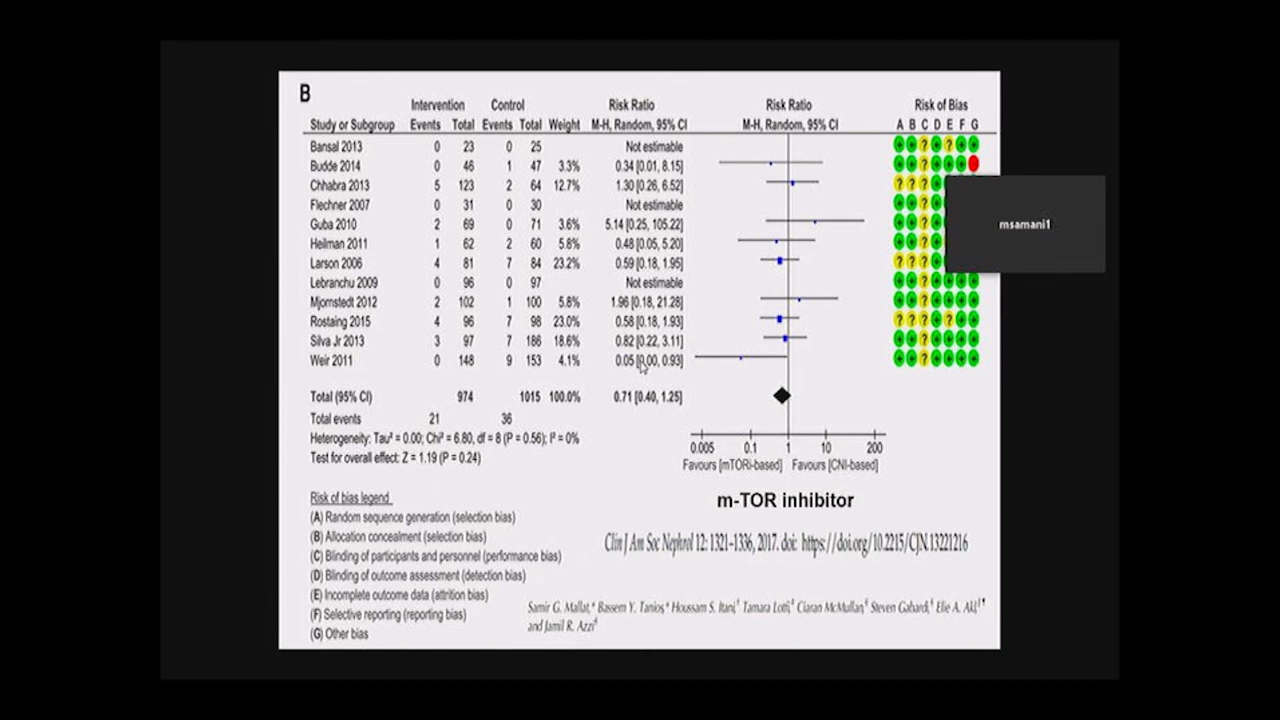 B
Intervention Control Risk Ratio Risk Ratio Risk of Bias
Study or Subgroup Events Total Events Total Weight M-H, Random, 95% CI M-H, Random, 95% CI A B C D E F G
Bansal 2013 0 23 0 25 Not estimable
Budde 2014 0 46 1 47 3.3% 0.34 [0.01, 8.15]
Chhabra 2013 5 123 2 64 12.7% 1.30 [0.26, 6.52]
Flechner 2007 0 31 0 30 Not estimable
Guba 2010 2 69 0 71 3.6% 5.14 [0.25, 105.22]
Heilman 2011 1 62 2 60 5.8% 0.48 [0.05, 5.20]
Larson 2006 4 81 7 84 23.2% 0.59 [0.18, 1.95]
Lebranchu 2009 0 96 0 97 Not estimable
Mjornstedt 2012 2 102 1 100 5.8% 1.96 [0.18, 21.28]
Rostaing 2015 4 96 7 98 23.0% 0.58 [0.18, 1.93]
Silva Jr 2013 3 97 7 186 18.5% 0.82 [0.22, 3.11]
Weir 2011 0 148 9 153 4.1% 0.05 [0.00, 0.93]
msamani1
Total (95% CI) 974 1015 100.0% 0.71 [0.40, 1.25]
Total events 21 36
Heterogeneity: Tau² = 0.00; Chi² = 6.80, df = 8 (P = 0.56); I² = 0%
Test for overall effect: Z = 1.19 (P = 0.24)
0.005 0.1 1 10 200
Favours [mTORi-based] Favours [CNI-based]
Risk of bias legend
(A) Random sequence generation (selection bias)
(B) Allocation concealment (selection bias)
(C) Blinding of participants and personnel (performance bias)
(D) Blinding of outcome assessment (detection bias)
(E) Incomplete outcome data (attrition bias)
(F) Selective reporting (reporting bias)
(G) Other bias
m-TOR inhibitor
Clin J Am Soc Nephrol 12: 1321–1336, 2017. doi: https://doi.org/10.2215/CJN.13221216
Samir G. Mallat,* Bassem Y. Tanios,* Houssam S. Itani,† Tamara Lotfi,‡ Ciaran McMullan,§ Steven Gabardi,§ Elie A. Akl,‖¶
and Jamil R. Azzi§